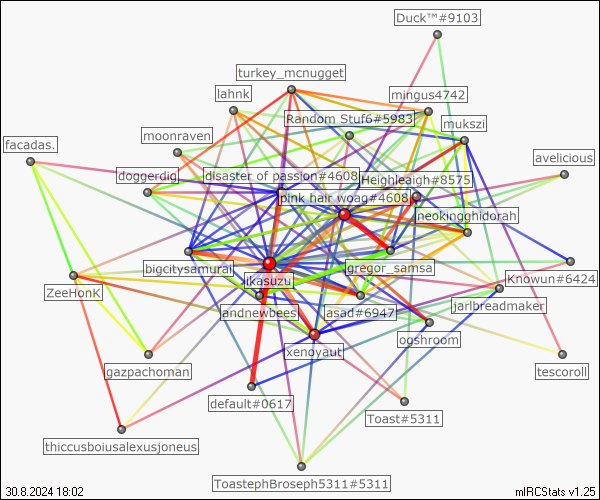 Duck™#9103
turkey_mcnugget
lahnk
mingus4742
Random Stuf6#5983
mukszi
moonraven
facadas.
avelicious
doggerdig
disaster of passion#4608
Heighleaigh#8575
pink hair woag#4608
neokingghidorah
bigcitysamurai
gregor_samsa
jikasuzu
Knowun#6424
ZeeHonK
andnewbees
asad#6947
jarlbreadmaker
ogshroom
xenoyaut
gazpachoman
tescoroll
default#0617
Toast#5311
thiccusboiusalexusjoneus
ToastephBroseph5311#5311
30.8.2024 18:02
mIRCStats v1.25